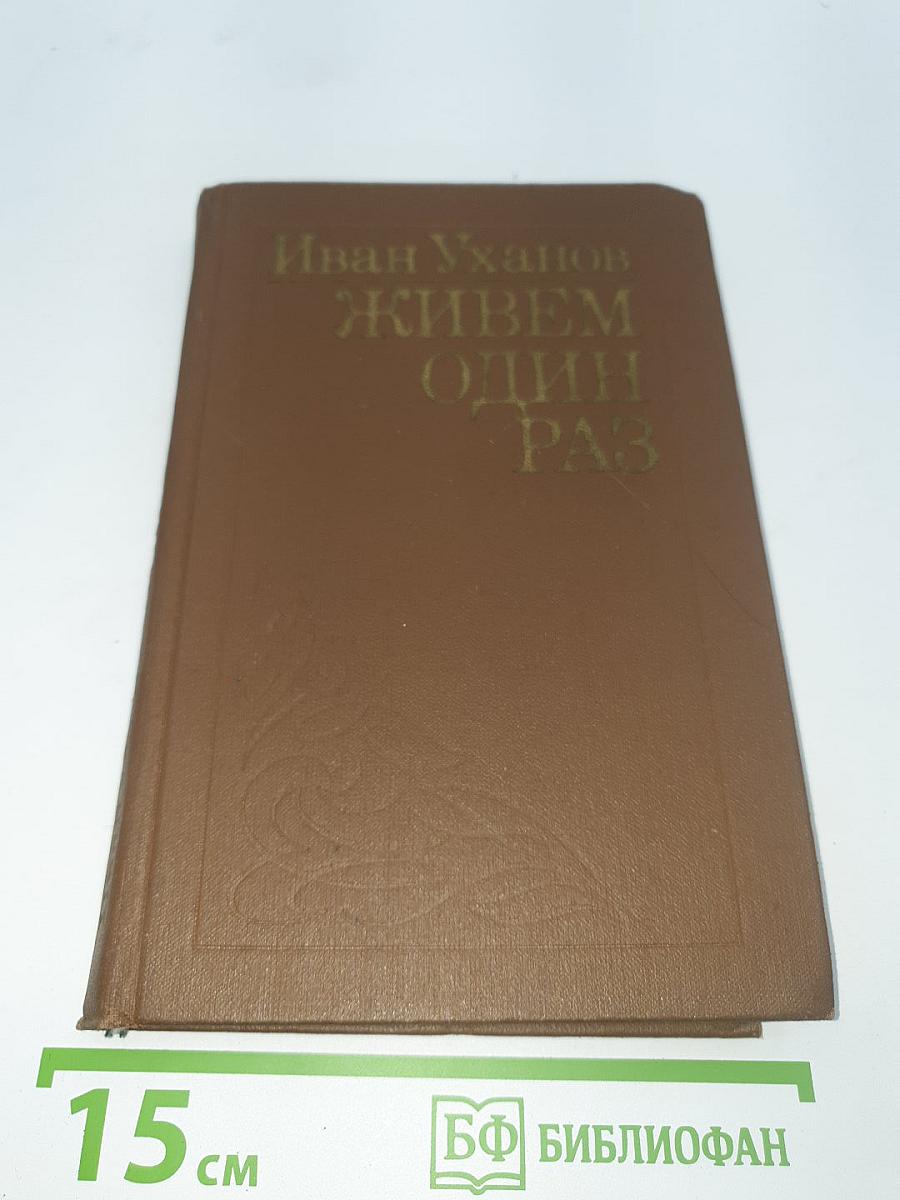 Иван Уханов
ЖИВЕМ
ОДИН
РАЗ
15 см
БФ БИБЛИОФАН